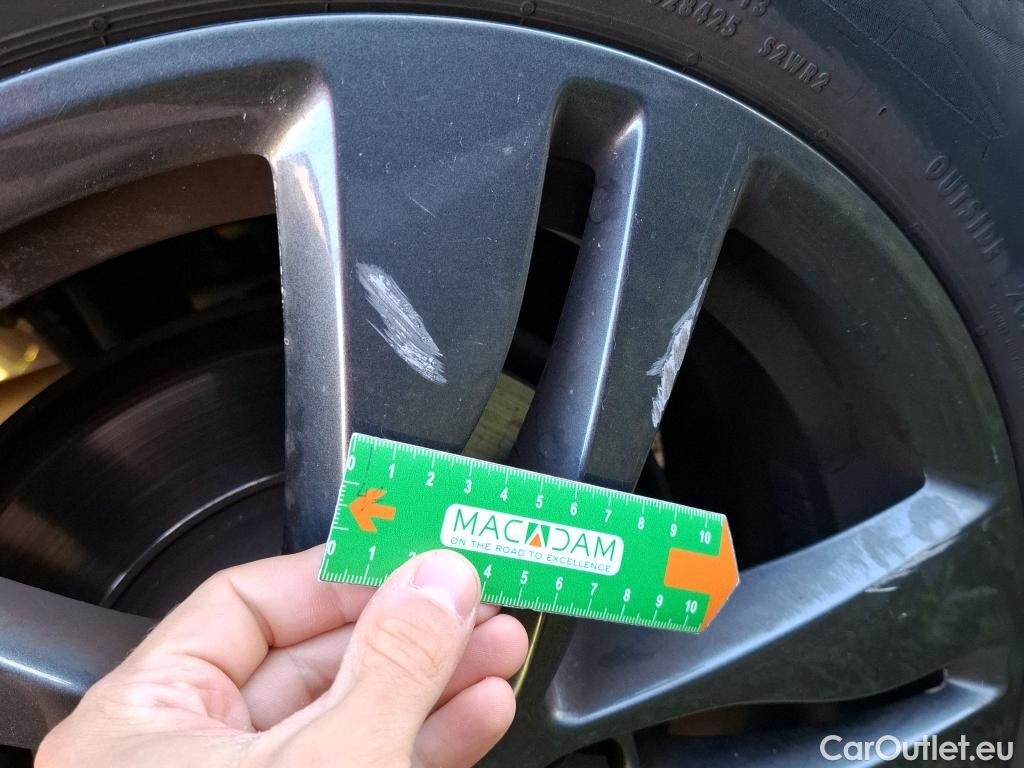 S2WR2
OUTSIDE
0 1 2 3 4 5 6 7 8 9 10
MACADAM
ON THE ROAD TO EXCELLENCE
0 1 2 4 5 6 7 8 9 10
CarOutlet.eu